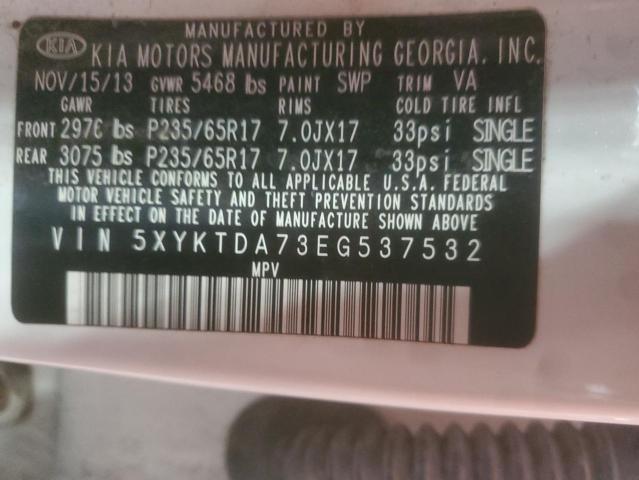 MANUFACTURED BY
KIA KIA MOTORS MANUFACTURING GEORGIA, INC.
NOV/15/13 GVWR 5468 lbs PAINT SWP TRIM VA
GAWR TIRES RIMS COLD TIRE INFL
FRONT 2976 lbs P235/65R17 7.0JX17 33psi SINGLE
REAR 3075 lbs P235/65R17 7.0JX17 33psi SINGLE
THIS VEHICLE CONFORMS TO ALL APPLICABLE U.S.A. FEDERAL
MOTOR VEHICLE SAFETY AND THEFT PREVENTION STANDARDS
IN EFFECT ON THE DATE OF MANUFACTURE SHOWN ABOVE.
VIN 5XYKTDA73EG537532
MPV